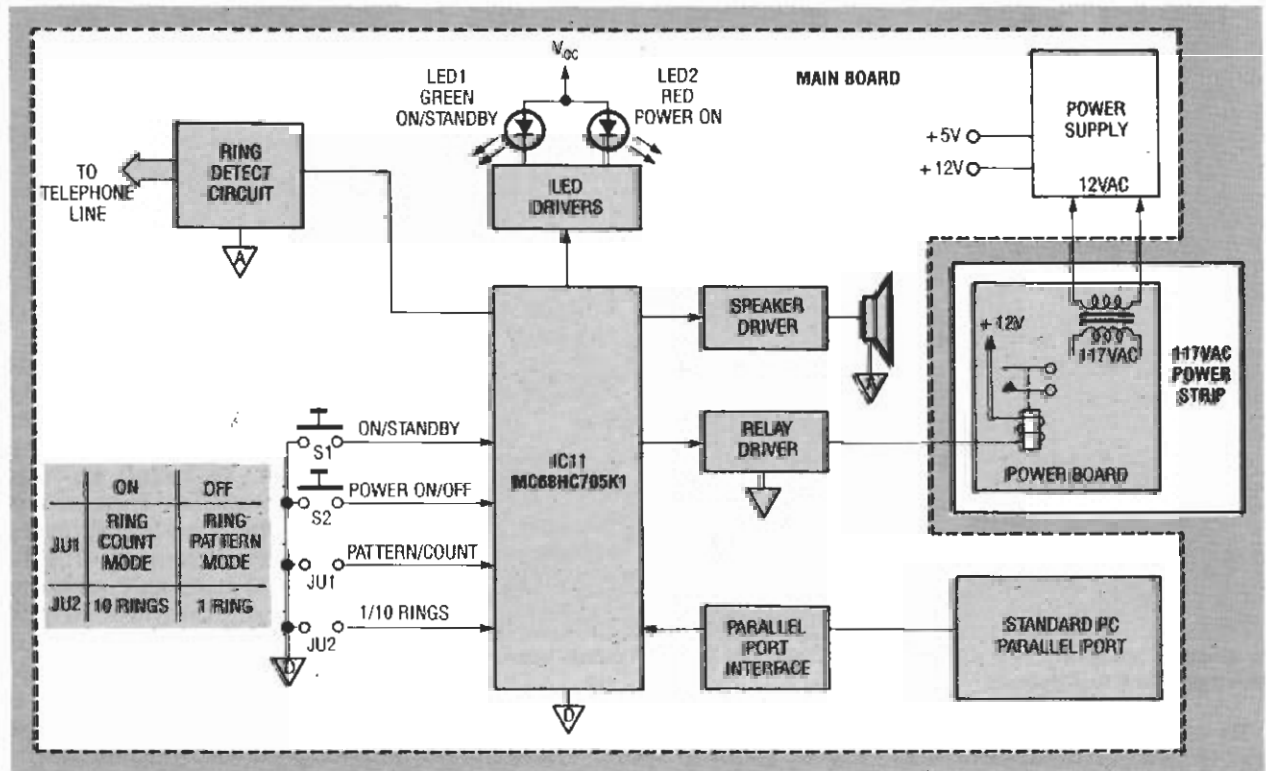 VCC
LED1
GREEN
ON/STANDBY
LED2
RED
POWER ON
MAIN BOARD
POWER
SUPPLY
+5V
+12V
12VAC
TO
TELEPHONE
LINE
RING
DETECT
CIRCUIT
A
LED
DRIVERS
SPEAKER
DRIVER
A
+12V
117VAC
117VAC
POWER
STRIP
POWER BOARD
RELAY
DRIVER
IC11
MC68HC705K1
ON/STANDBY
S1
POWER ON/OFF
S2
PATTERN/COUNT
JU1
1/10 RINGS
JU2
D
D
ON OFF
JU1 RING COUNT MODE RING PATTERN MODE
JU2 10 RINGS 1 RING
PARALLEL
PORT
INTERFACE
STANDARD PC
PARALLEL PORT